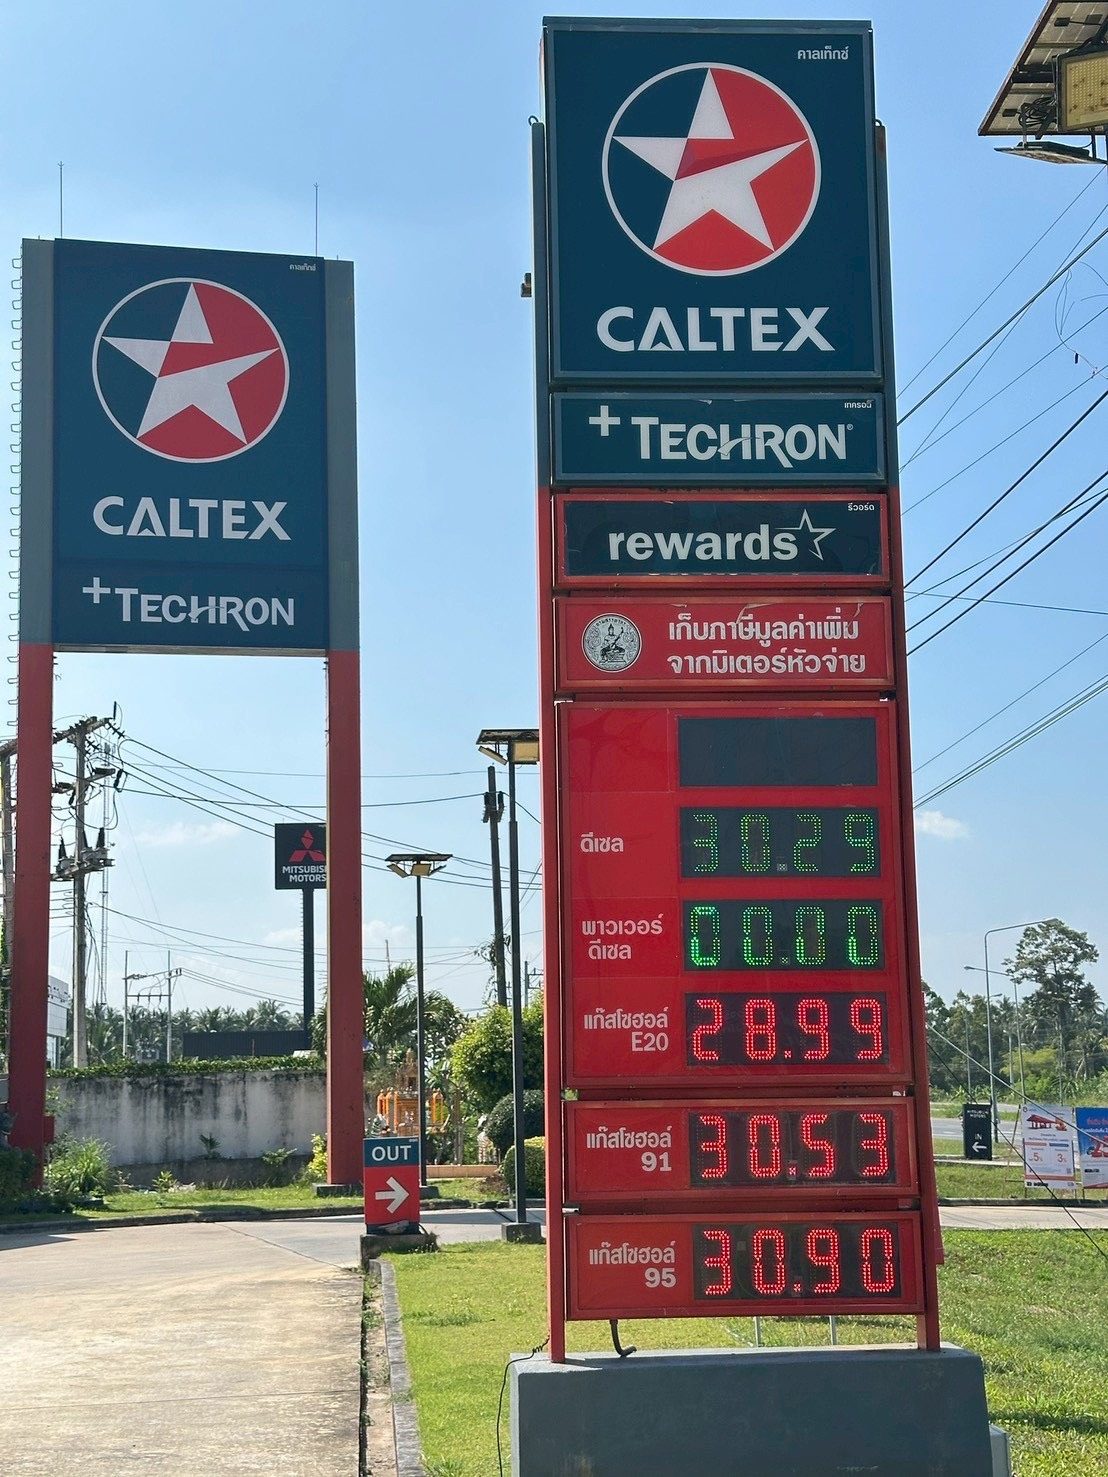 คาลเท็กซ์
CALTEX
+TECHRON
คาลเท็กซ์
CALTEX
เทครอน
+TECHRON®
รีวอร์ด
rewards
เก็บภาษีมูลค่าเพิ่ม
จากมิเตอร์หัวจ่าย
ดีเซล 30.29
พาวเวอร์
ดีเซล 00.00
แก๊สโซฮอล์
E20 28.99
แก๊สโซฮอล์
91 30.53
แก๊สโซฮอล์
95 30.90
MITSUBISHI
MOTORS
OUT
IN